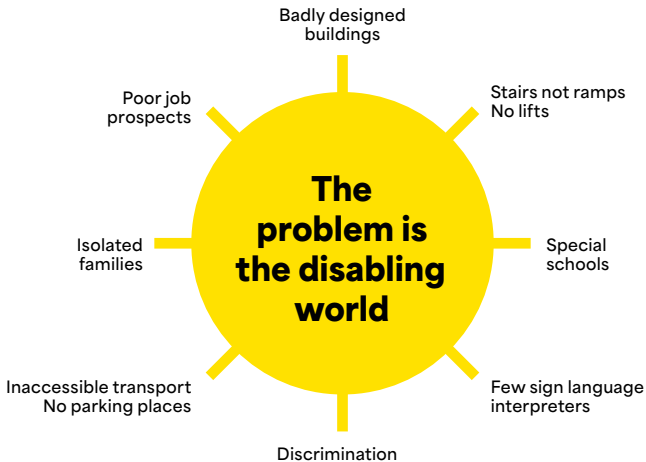 Badly designed
buildings
Poor job
prospects
Stairs not ramps
No lifts
The
problem is
the disabling
world
Isolated
families
Special
schools
Inaccessible transport
No parking places
Few sign language
interpreters
Discrimination